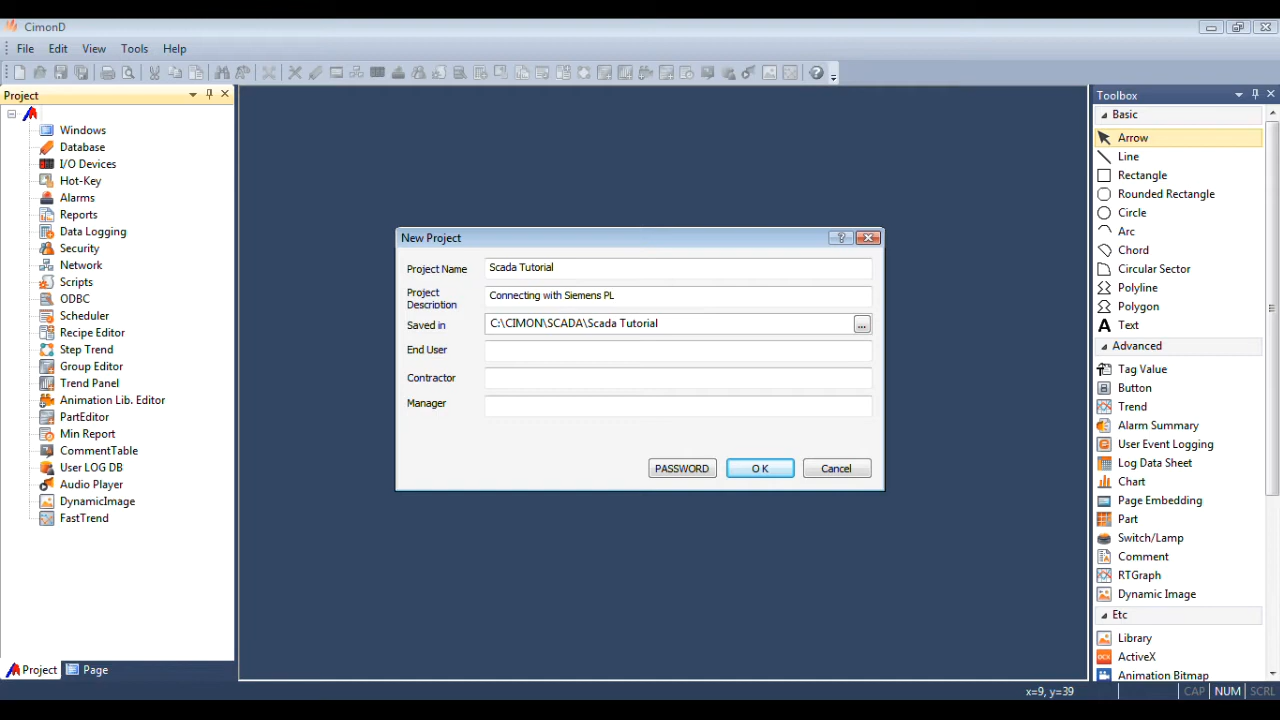 CimonD
File Edit View Tools Help
Project
Windows
Database
I/O Devices
Hot-Key
Alarms
Reports
Data Logging
Security
Network
Scripts
ODBC
Scheduler
Recipe Editor
Step Trend
Group Editor
Trend Panel
Animation Lib. Editor
PartEditor
Min Report
CommentTable
User LOG DB
Audio Player
DynamicImage
FastTrend
Project Page
New Project
Project Name Scada Tutorial
Project
Description
Connecting with Siemens PL
Saved in C:\CIMON\SCADA\Scada Tutorial ...
End User
Contractor
Manager
PASSWORD O K Cancel
Toolbox
Basic
Arrow
Line
Rectangle
Rounded Rectangle
Circle
Arc
Chord
Circular Sector
Polyline
Polygon
A Text
Advanced
Tag Value
Button
Trend
Alarm Summary
User Event Logging
Log Data Sheet
Chart
Page Embedding
Part
Switch/Lamp
Comment
RTGraph
Dynamic Image
Etc
Library
ActiveX
Animation Bitmap
x=9, y=39 CAP NUM SCRL